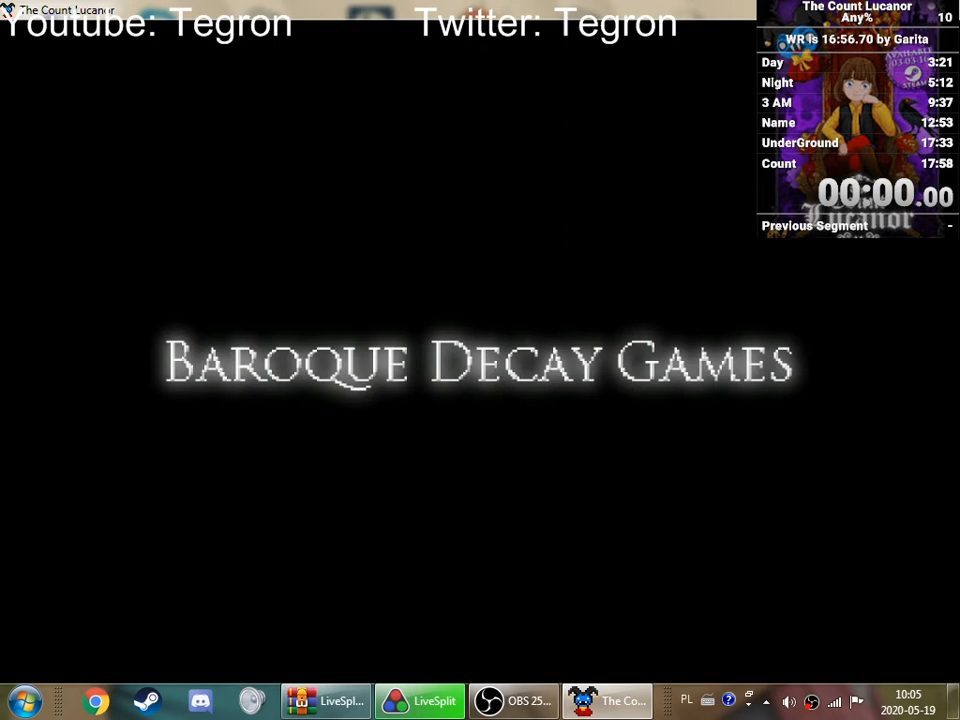 The Count Lucanor
Youtube: Tegron
Twitter: Tegron
The Count Lucanor
Any%
10
WR is 16:56.70 by Garita
Day 3:21
Night 5:12
3 AM 9:37
Name 12:53
UnderGround 17:33
Count 17:58
00:00.00
Lucanor
Previous Segment -
AVAILABLE
STEAM
Baroque Decay Games
LiveSpl...
LiveSplit
OBS 25...
The Co...
PL
10:05
2020-05-19